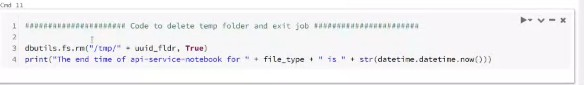 Cmd 11
1 ###################### Code to delete temp folder and exit job #######################
2
3 dbutils.fs.rm("/tmp/" + uuid_fldr, True)
4 print("The end time of api-service-notebook for " + file_type + " is " + str(datetime.datetime.now()))